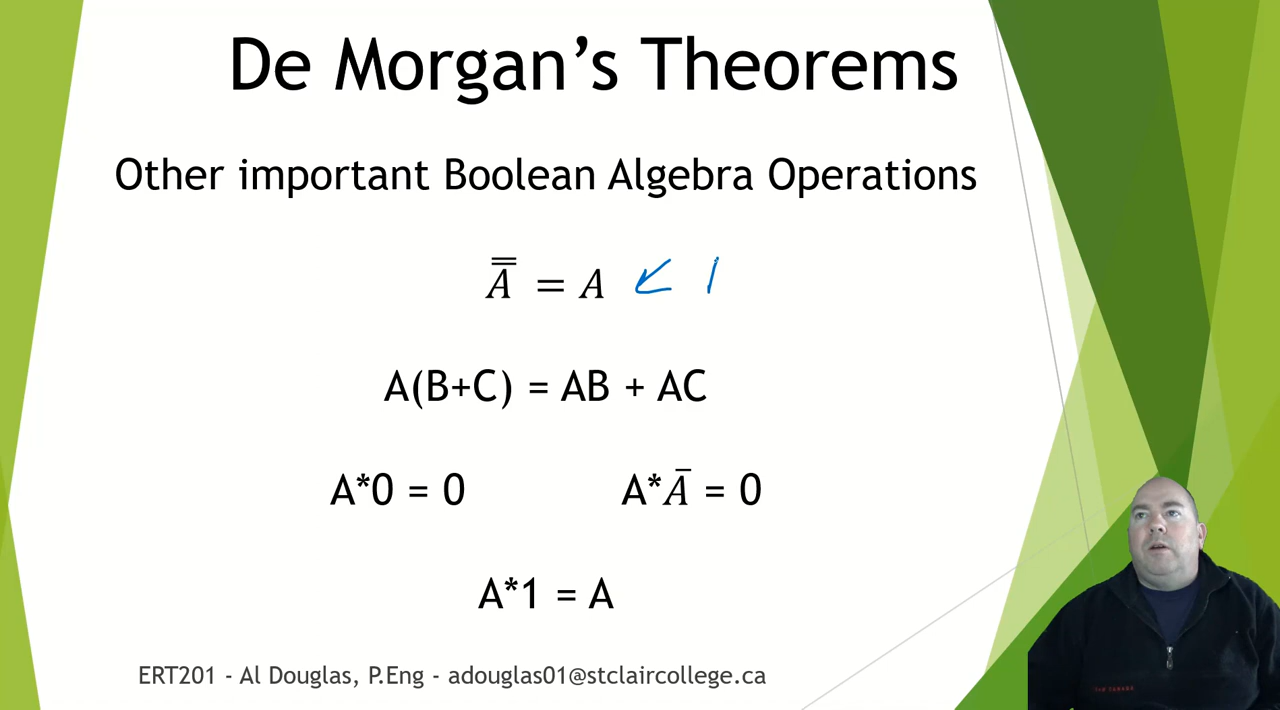 De Morgan's Theorems
Other important Boolean Algebra Operations
A̿ = A ↙ 1
A(B+C) = AB + AC
A*0 = 0 A*Ā = 0
A*1 = A
ERT201 - Al Douglas, P.Eng - adouglas01@stclaircollege.ca